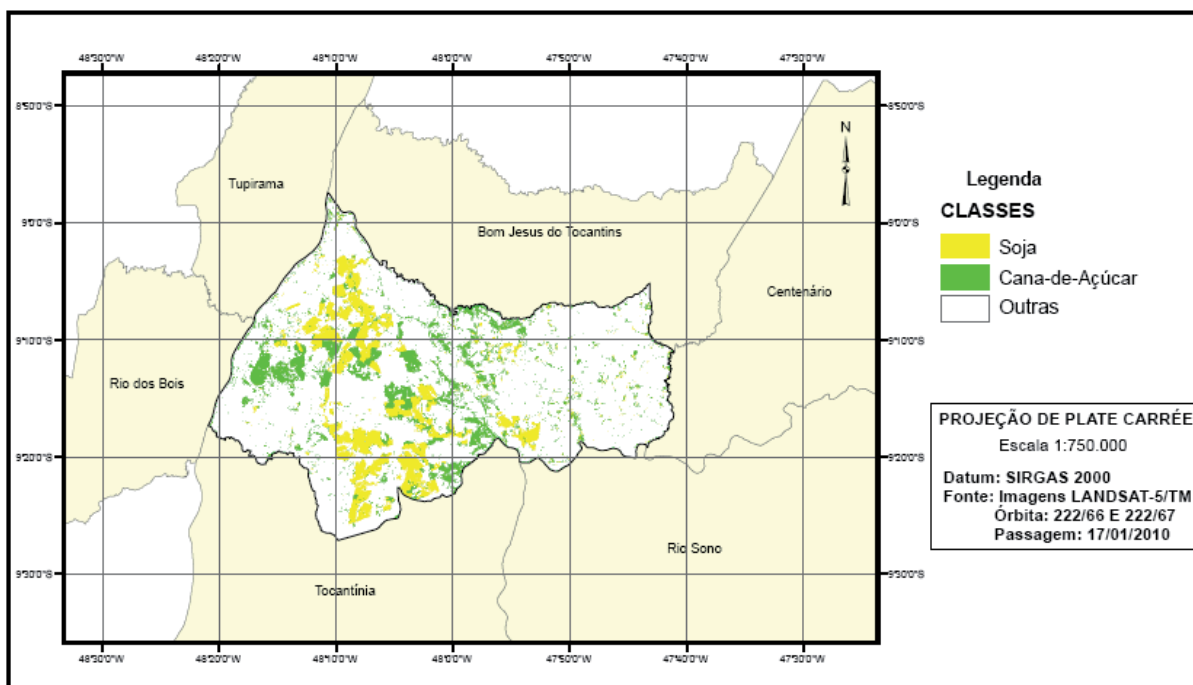 48°30'0"W 48°20'0"W 48°10'0"W 48°0'0"W 47°50'0"W 47°40'0"W 47°30'0"W
8°50'0"S 8°50'0"S
N
Tupirama
9°0'0"S 9°0'0"S
Bom Jesus do Tocantins
Centenário
9°10'0"S 9°10'0"S
Rio dos Bois
9°20'0"S 9°20'0"S
Rio Sono
9°30'0"S 9°30'0"S
Tocantínia
48°30'0"W 48°20'0"W 48°10'0"W 48°0'0"W 47°50'0"W 47°40'0"W 47°30'0"W
Legenda
CLASSES
Soja
Cana-de-Açúcar
Outras
PROJEÇÃO DE PLATE CARRÉE
Escala 1:750.000
Datum: SIRGAS 2000
Fonte: Imagens LANDSAT-5/TM
Órbita: 222/66 E 222/67
Passagem: 17/01/2010